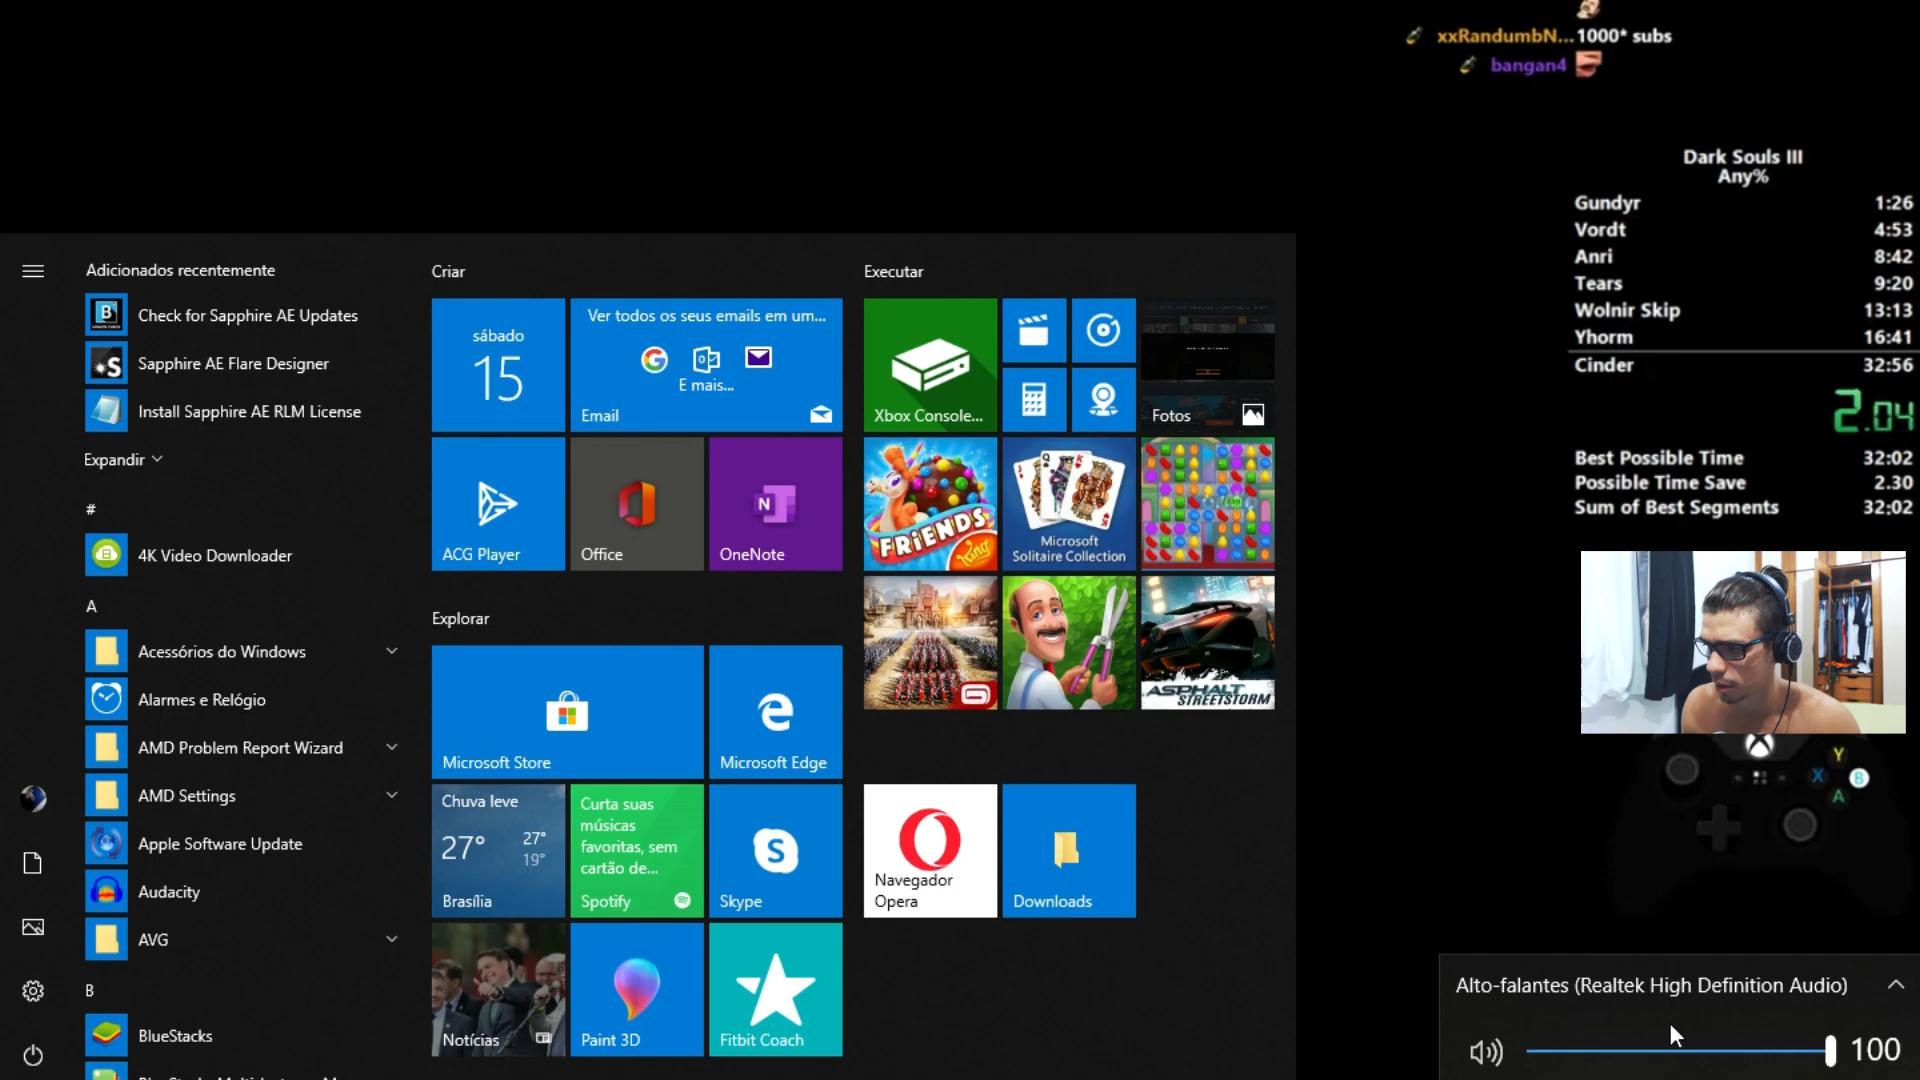 xxRandumbN... 1000* subs
bangan4
Dark Souls III
Any%
Gundyr 1:26
Vordt 4:53
Anri 8:42
Tears 9:20
Wolnir Skip 13:13
Yhorm 16:41
Cinder 32:56
2.04
Best Possible Time 32:02
Possible Time Save 2.30
Sum of Best Segments 32:02
Adicionados recentemente
Check for Sapphire AE Updates
Sapphire AE Flare Designer
Install Sapphire AE RLM License
Expandir
#
4K Video Downloader
A
Acessórios do Windows
Alarmes e Relógio
AMD Problem Report Wizard
AMD Settings
Apple Software Update
Audacity
AVG
B
BlueStacks
Criar
sábado
15
Ver todos os seus emails em um...
E mais...
Email
ACG Player
Office
OneNote
Explorar
Microsoft Store
Microsoft Edge
Chuva leve
27°
27°
19°
Brasília
Curta suas
músicas
favoritas, sem
cartão de...
Spotify
Skype
Notícias
Paint 3D
Fitbit Coach
Executar
Xbox Console...
Fotos
FRIENDS
King
Microsoft
Solitaire Collection
ASPHALT
STREETSTORM
Navegador
Opera
Downloads
Y
X
B
A
Alto-falantes (Realtek High Definition Audio)
100